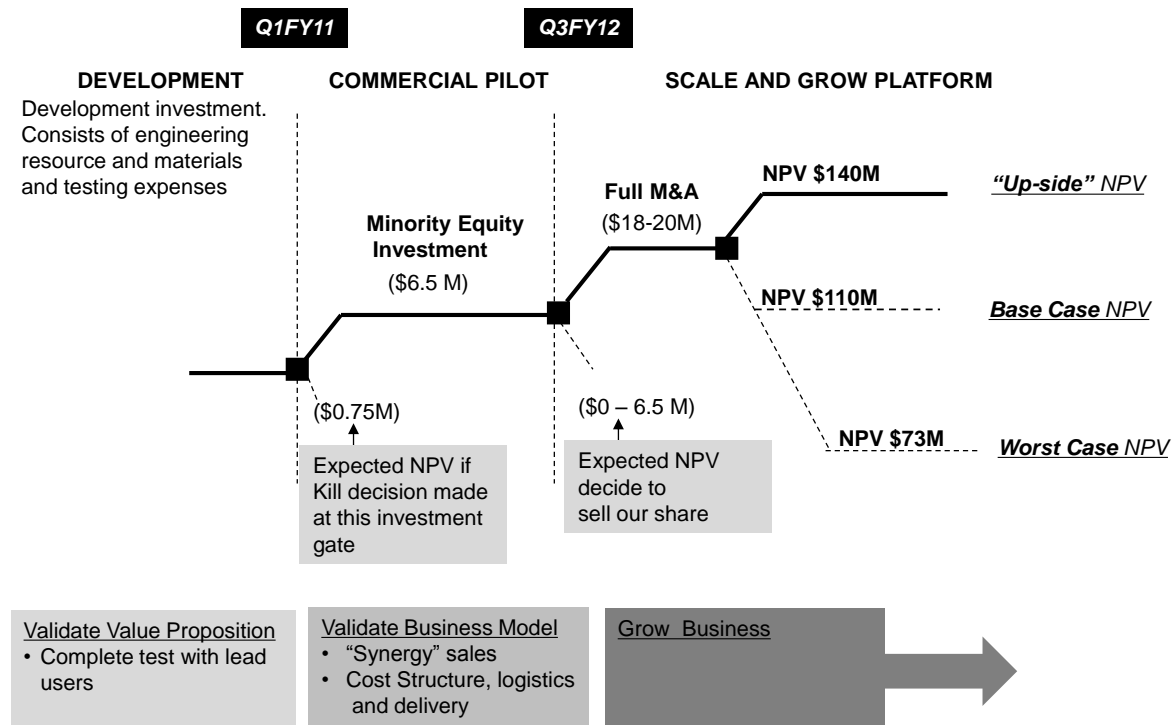 Q1FY11
Q3FY12
DEVELOPMENT
Development investment.
Consists of engineering
resource and materials
and testing expenses
COMMERCIAL PILOT
SCALE AND GROW PLATFORM
Minority Equity
Investment
($6.5 M)
Full M&A
($18-20M)
NPV $140M
“Up-side” NPV
NPV $110M
Base Case NPV
NPV $73M
Worst Case NPV
($0.75M)
Expected NPV if
Kill decision made
at this investment
gate
($0 – 6.5 M)
Expected NPV
decide to
sell our share
Validate Value Proposition
• Complete test with lead
users
Validate Business Model
• “Synergy” sales
• Cost Structure, logistics
and delivery
Grow Business